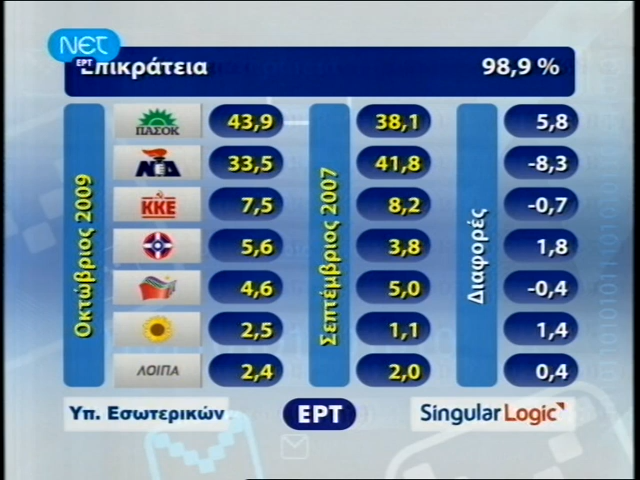 ΝΕΤ
ΕΡΤ
Επικράτεια 98,9 %
Οκτώβριος 2009
Σεπτέμβριος 2007
Διαφορές
ΠΑΣΟΚ 43,9 38,1 5,8
ΝΔ 33,5 41,8 -8,3
ΚΚΕ 7,5 8,2 -0,7
5,6 3,8 1,8
4,6 5,0 -0,4
2,5 1,1 1,4
ΛΟΙΠΑ 2,4 2,0 0,4
Υπ. Εσωτερικών ΕΡΤ SingularLogic